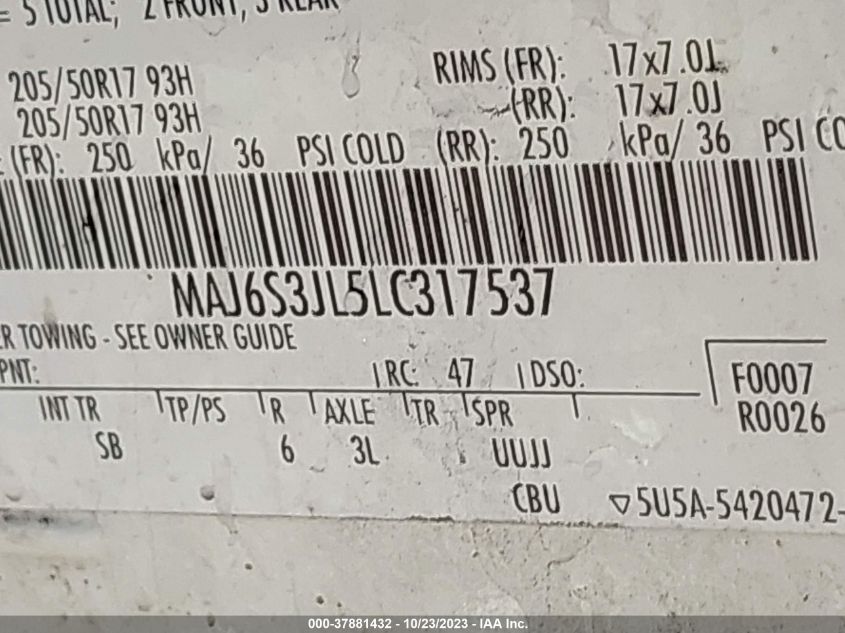 = 5 TOTAL; 2 FRONT, 3 REAR
205/50R17 93H RIMS (FR): 17x7.0J
205/50R17 93H (RR): 17x7.0J
(FR): 250 kPa/ 36 PSI COLD (RR): 250 kPa/ 36 PSI CO
MAJ6S3JL5LC317537
R TOWING - SEE OWNER GUIDE
PNT: RC: 47 DSO:
F0007
R0026
INT TR TP/PS R AXLE TR SPR
SB 6 3L UUJJ
CBU ▽5U5A-5420472-
000-37881432 - 10/23/2023 - IAA Inc.